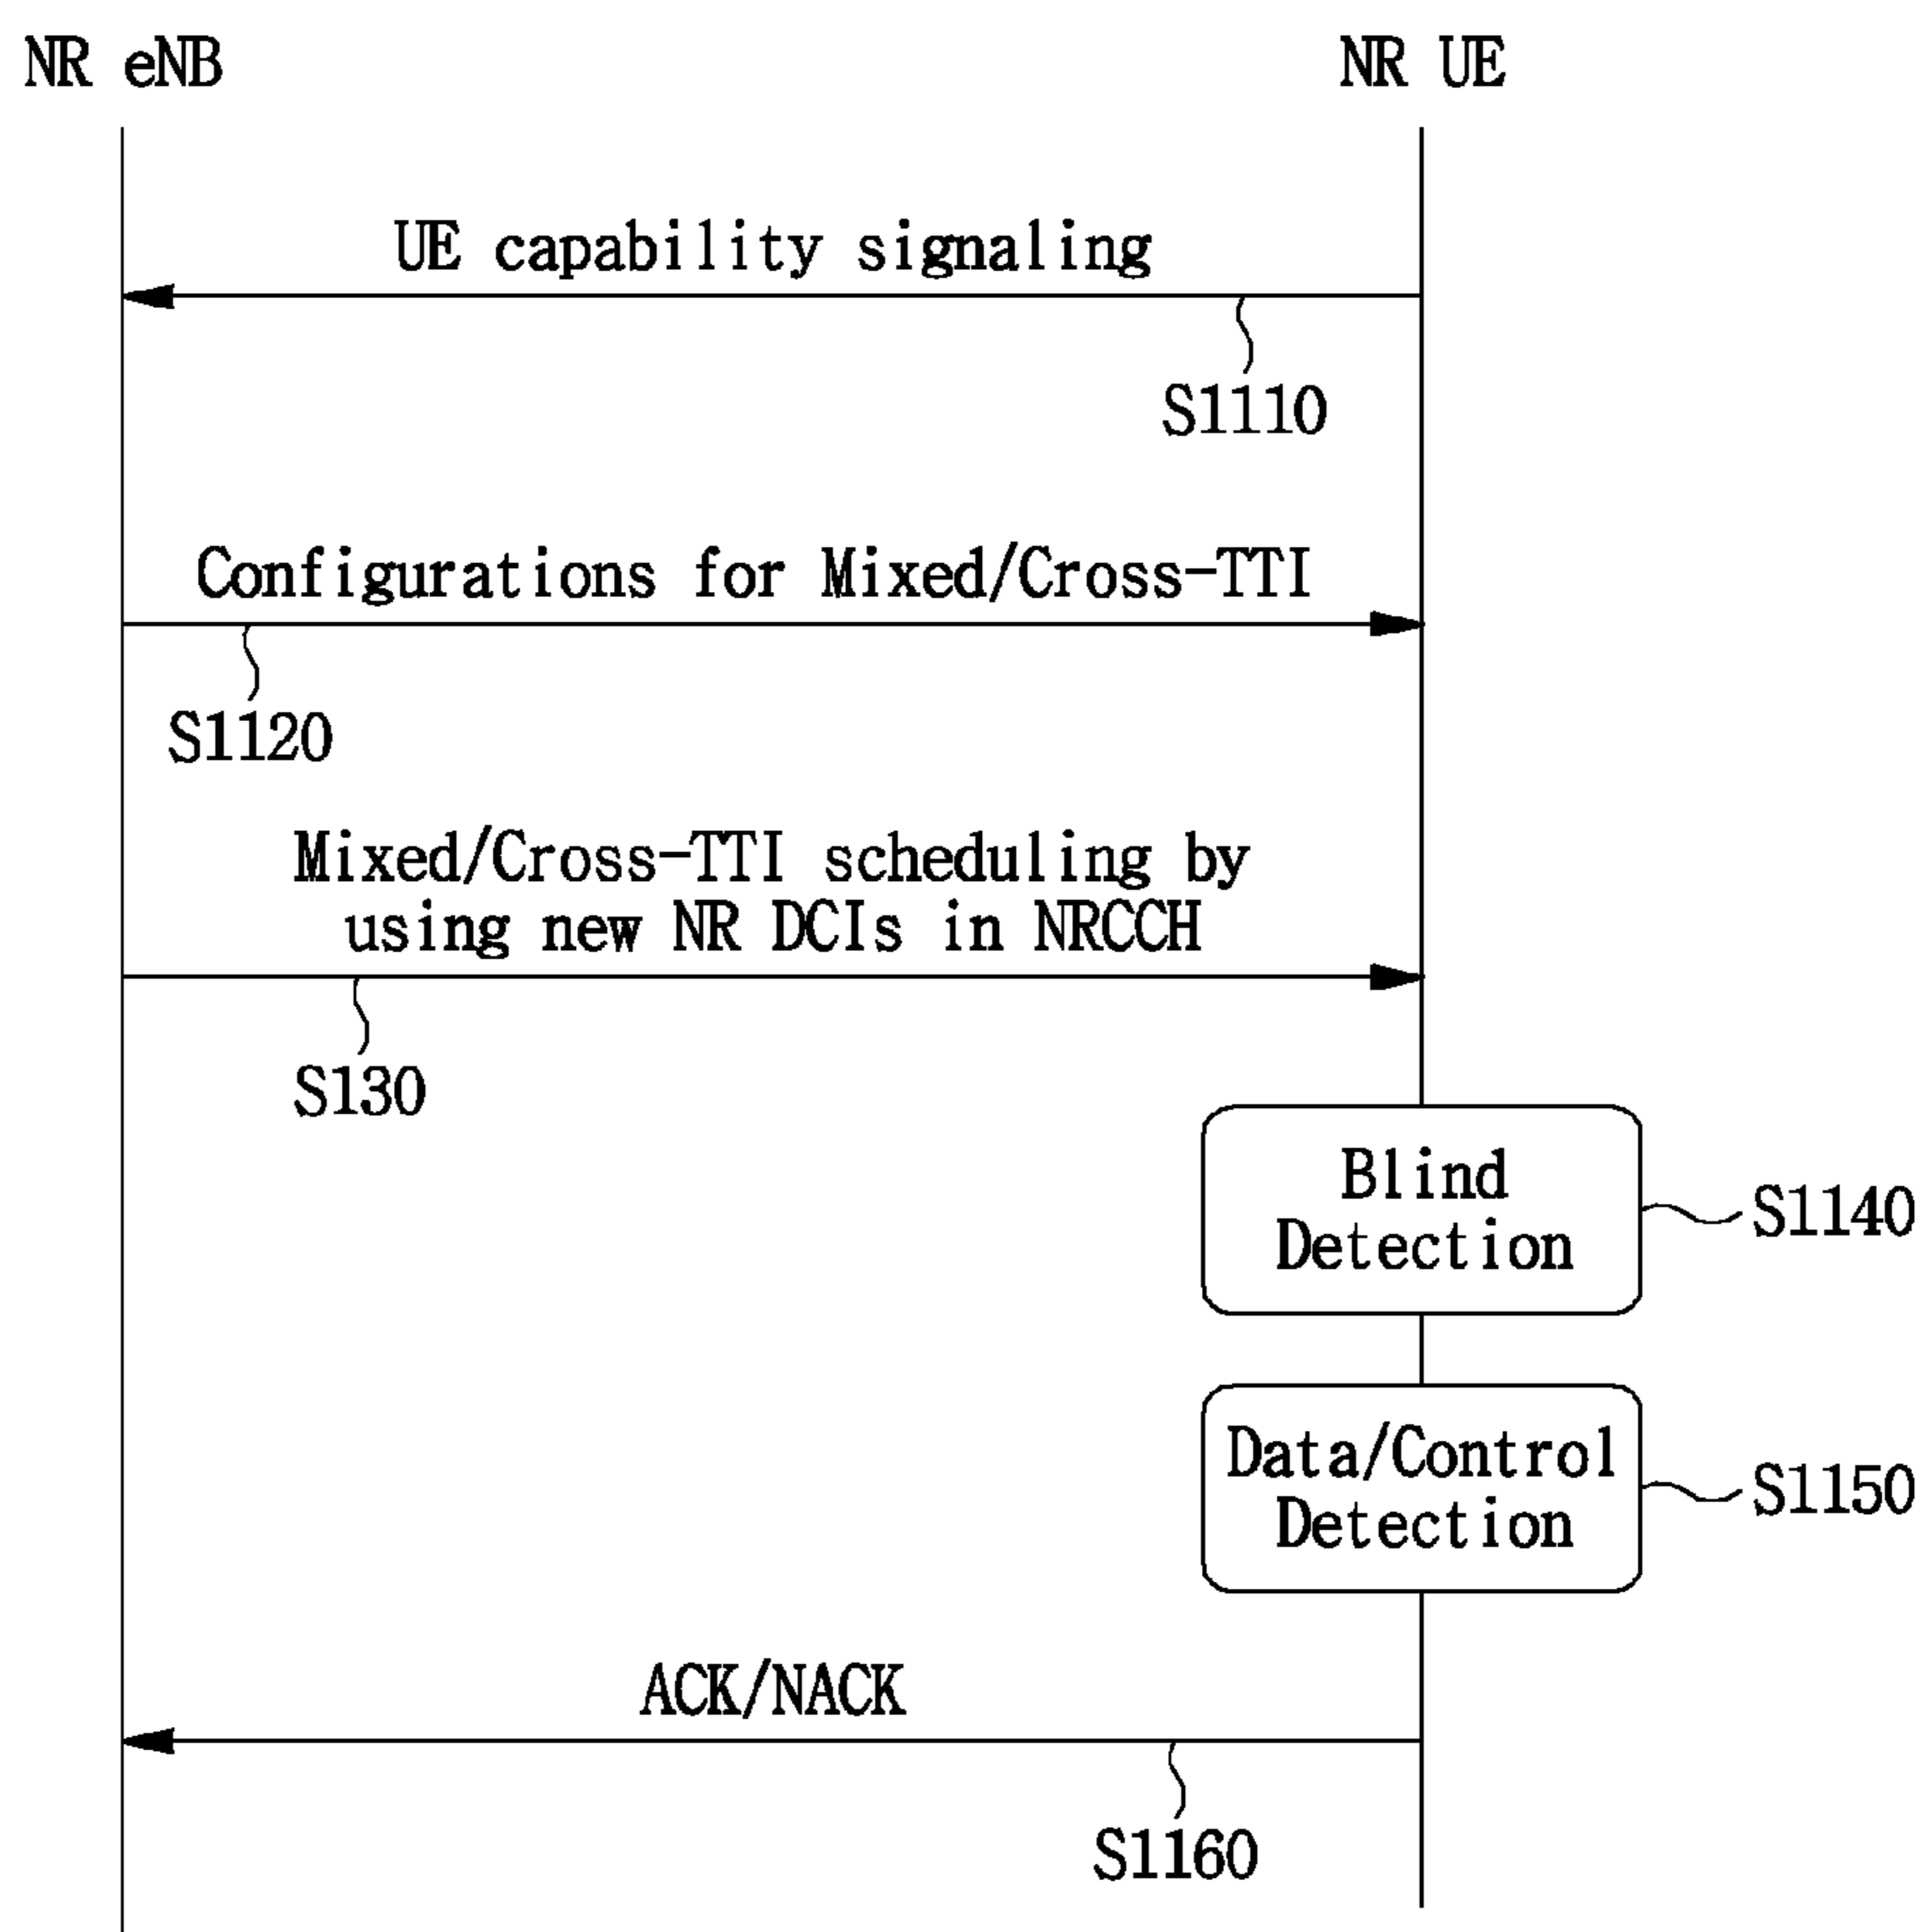 NR eNB
NR UE
UE capability signaling
S1110
Configurations for Mixed/Cross-TTI
S1120
Mixed/Cross-TTI scheduling by
using new NR DCIs in NRCCH
S130
Blind
Detection
S1140
Data/Control
Detection
S1150
ACK/NACK
S1160